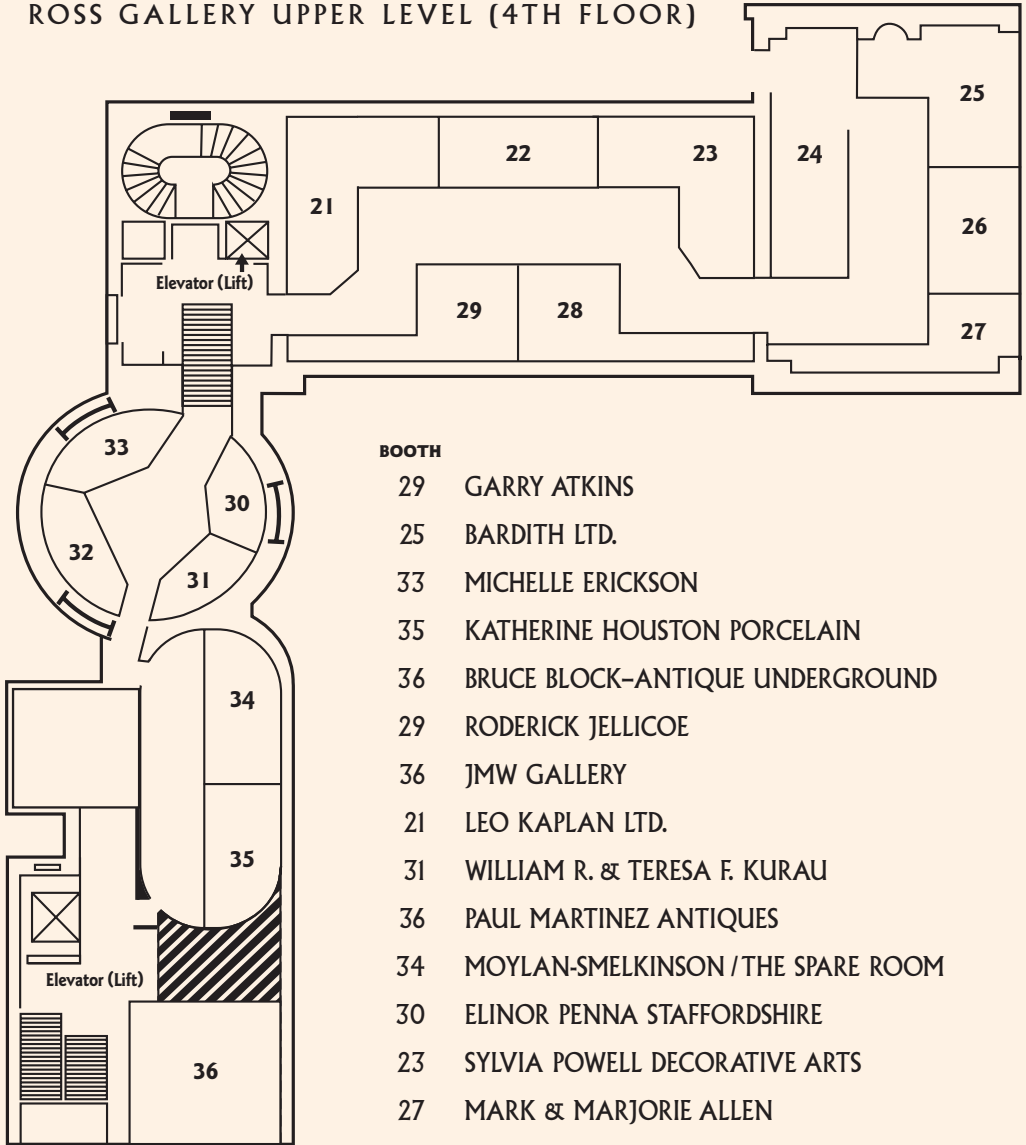 ROSS GALLERY UPPER LEVEL (4TH FLOOR)
25
22
23
24
21
26
Elevator (Lift)
29
28
27
33
30
32
31
34
35
Elevator (Lift)
36
BOOTH
29 GARRY ATKINS
25 BARDITH LTD.
33 MICHELLE ERICKSON
35 KATHERINE HOUSTON PORCELAIN
36 BRUCE BLOCK–ANTIQUE UNDERGROUND
29 RODERICK JELLICOE
36 JMW GALLERY
21 LEO KAPLAN LTD.
31 WILLIAM R. & TERESA F. KURAU
36 PAUL MARTINEZ ANTIQUES
34 MOYLAN-SMELKINSON / THE SPARE ROOM
30 ELINOR PENNA STAFFORDSHIRE
23 SYLVIA POWELL DECORATIVE ARTS
27 MARK & MARJORIE ALLEN